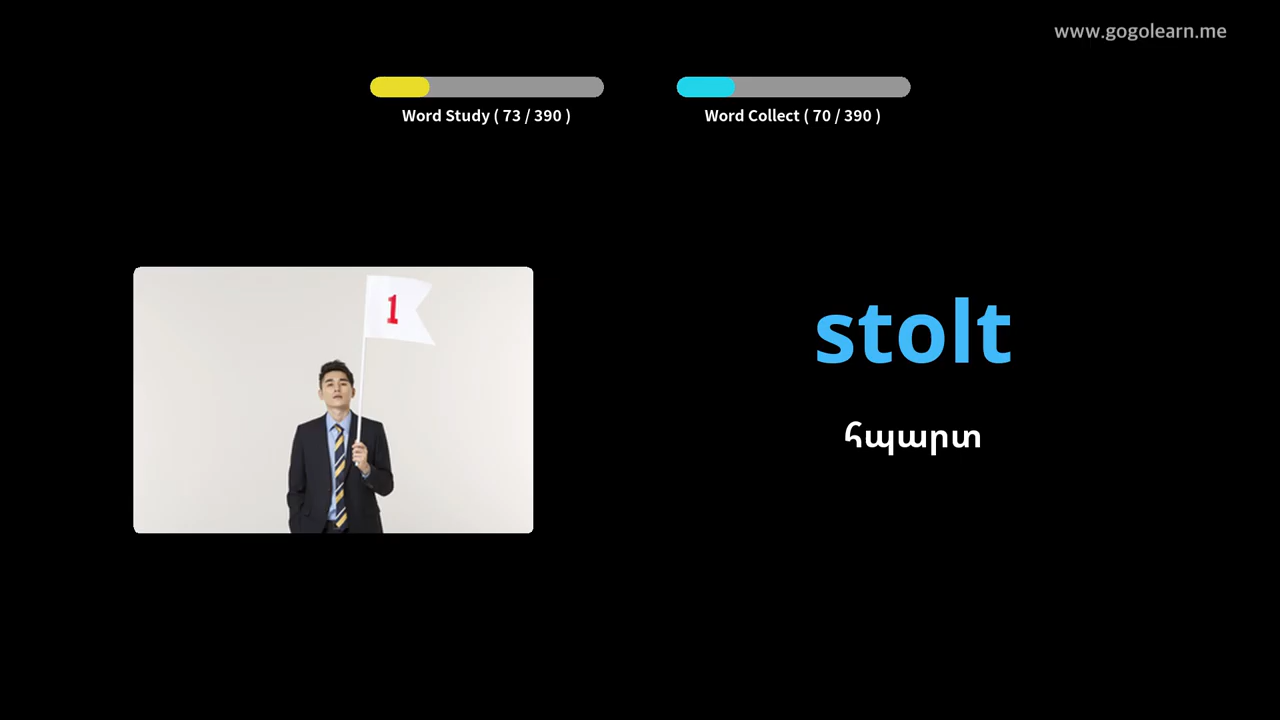 www.gogolearn.me
Word Study ( 73 / 390 )
Word Collect ( 70 / 390 )
1
stolt
հպարտ